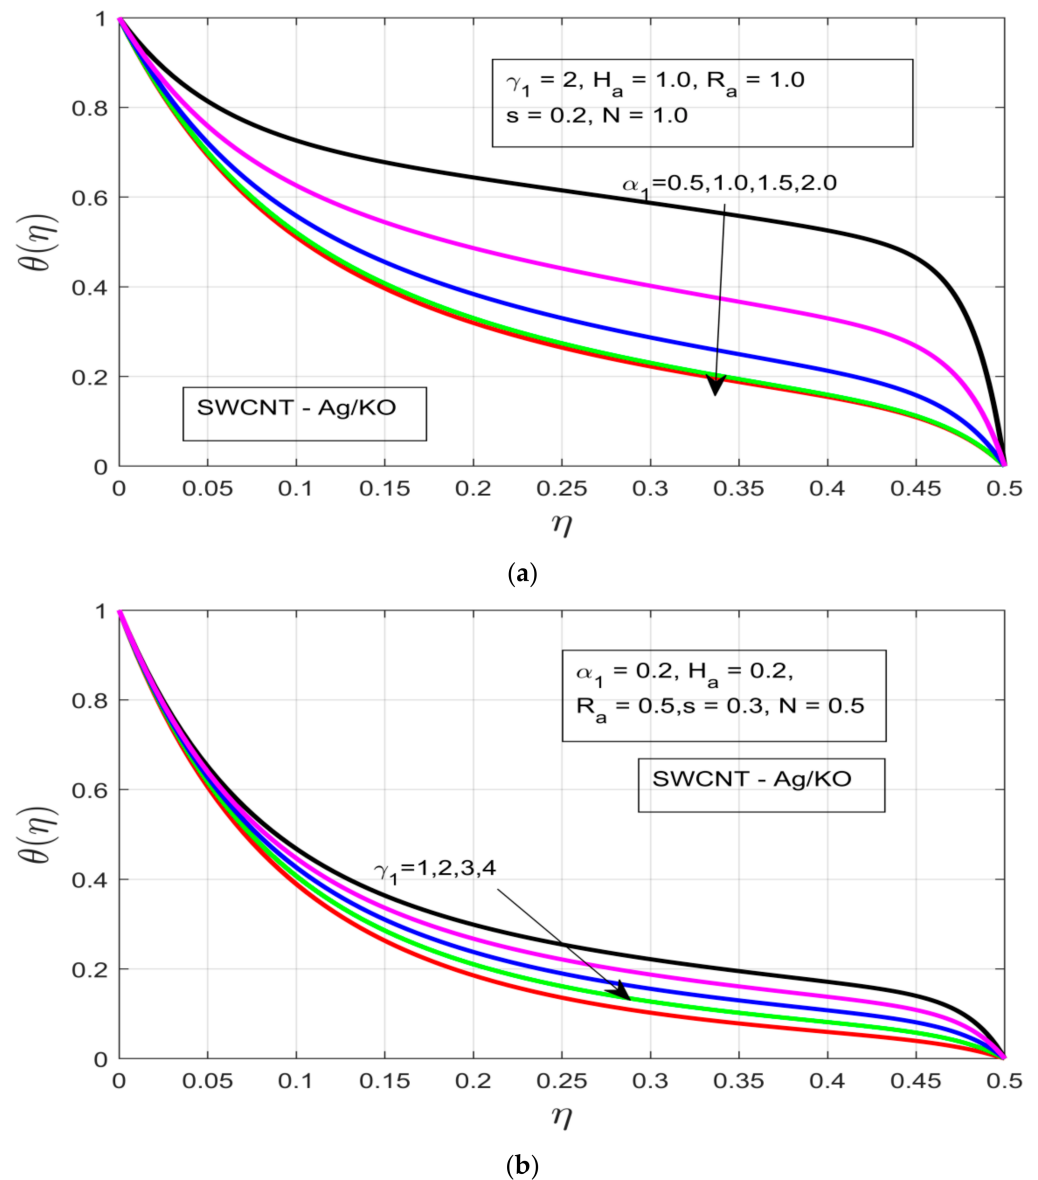 1
γ₁ = 2, Hₐ = 1.0, Rₐ = 1.0
0.8
s = 0.2, N = 1.0
α₁=0.5,1.0,1.5,2.0
0.6
θ(η)
0.4
0.2
SWCNT - Ag/KO
0
0 0.05 0.1 0.15 0.2 0.25 0.3 0.35 0.4 0.45 0.5
η
(a)
1
α₁ = 0.2, Hₐ = 0.2,
0.8
Rₐ = 0.5,s = 0.3, N = 0.5
SWCNT - Ag/KO
0.6
θ(η)
γ₁=1,2,3,4
0.4
0.2
0
0 0.05 0.1 0.15 0.2 0.25 0.3 0.35 0.4 0.45 0.5
η
(b)